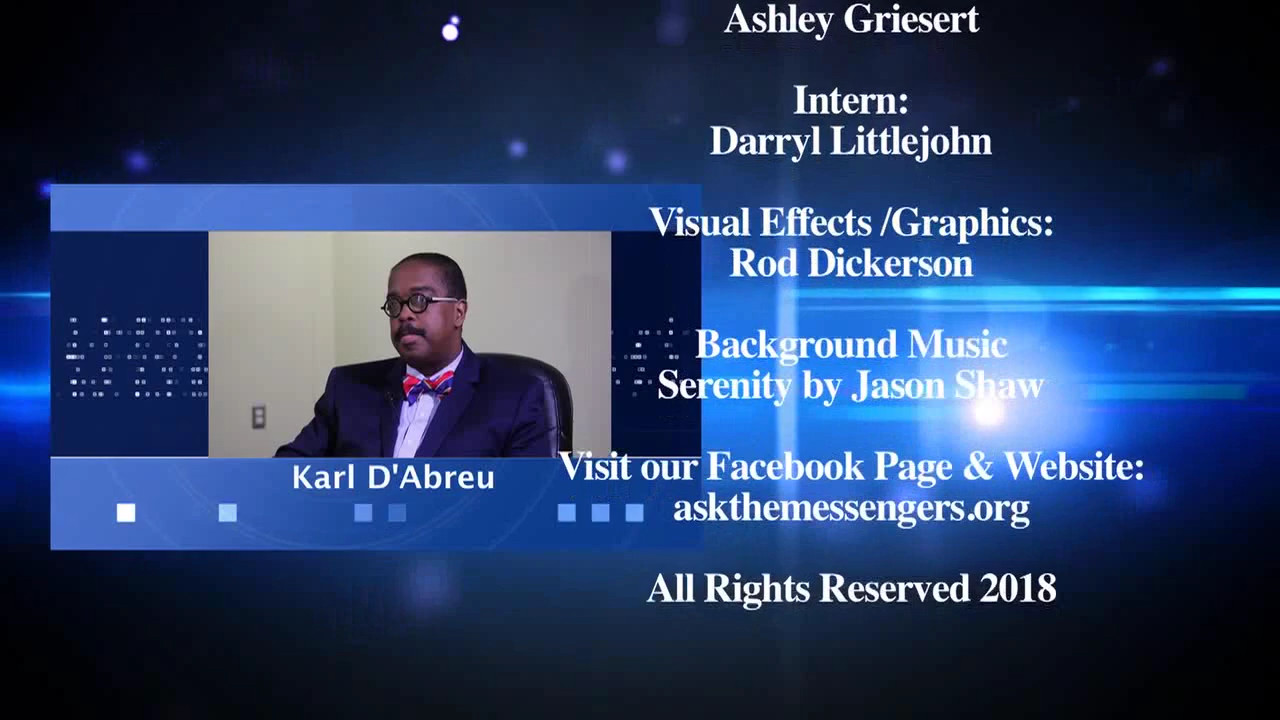 Ashley Griesert
Intern:
Darryl Littlejohn
Visual Effects /Graphics:
Rod Dickerson
Background Music
Serenity by Jason Shaw
Visit our Facebook Page & Website:
askthemessengers.org
All Rights Reserved 2018
Karl D'Abreu